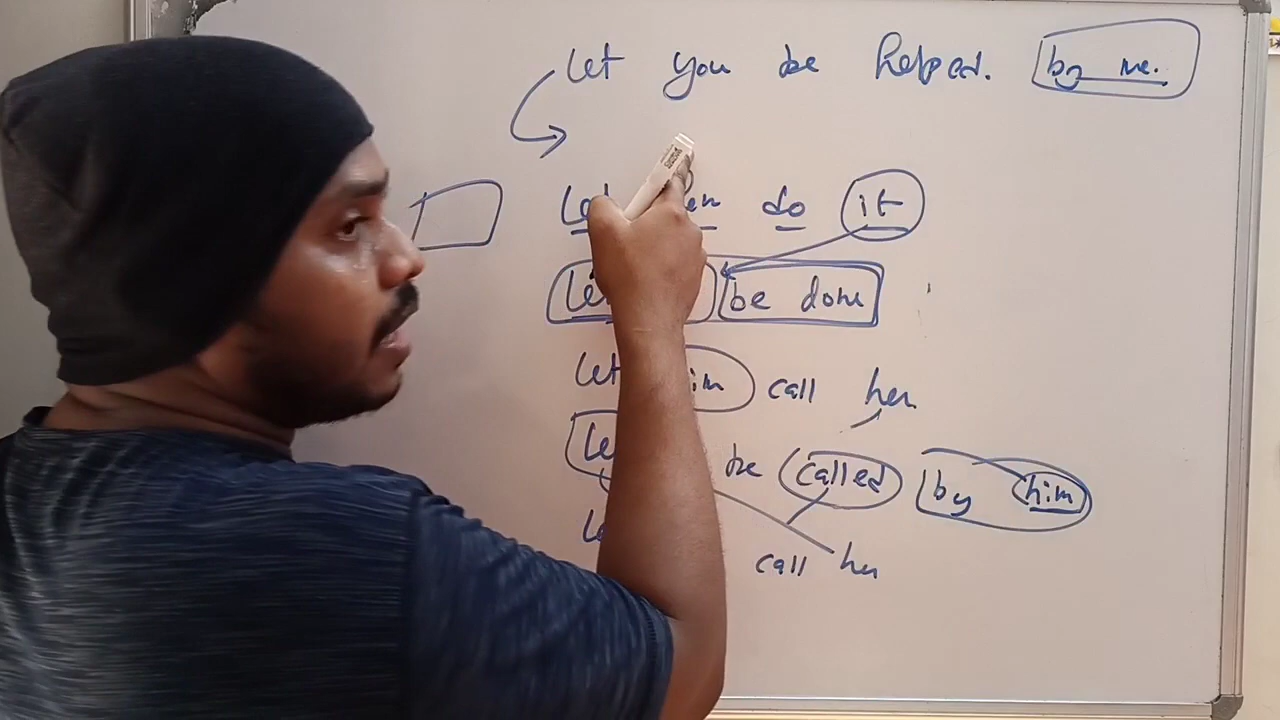 let you be helped. by me.
do it
be done
let him call her
be called by him
call her